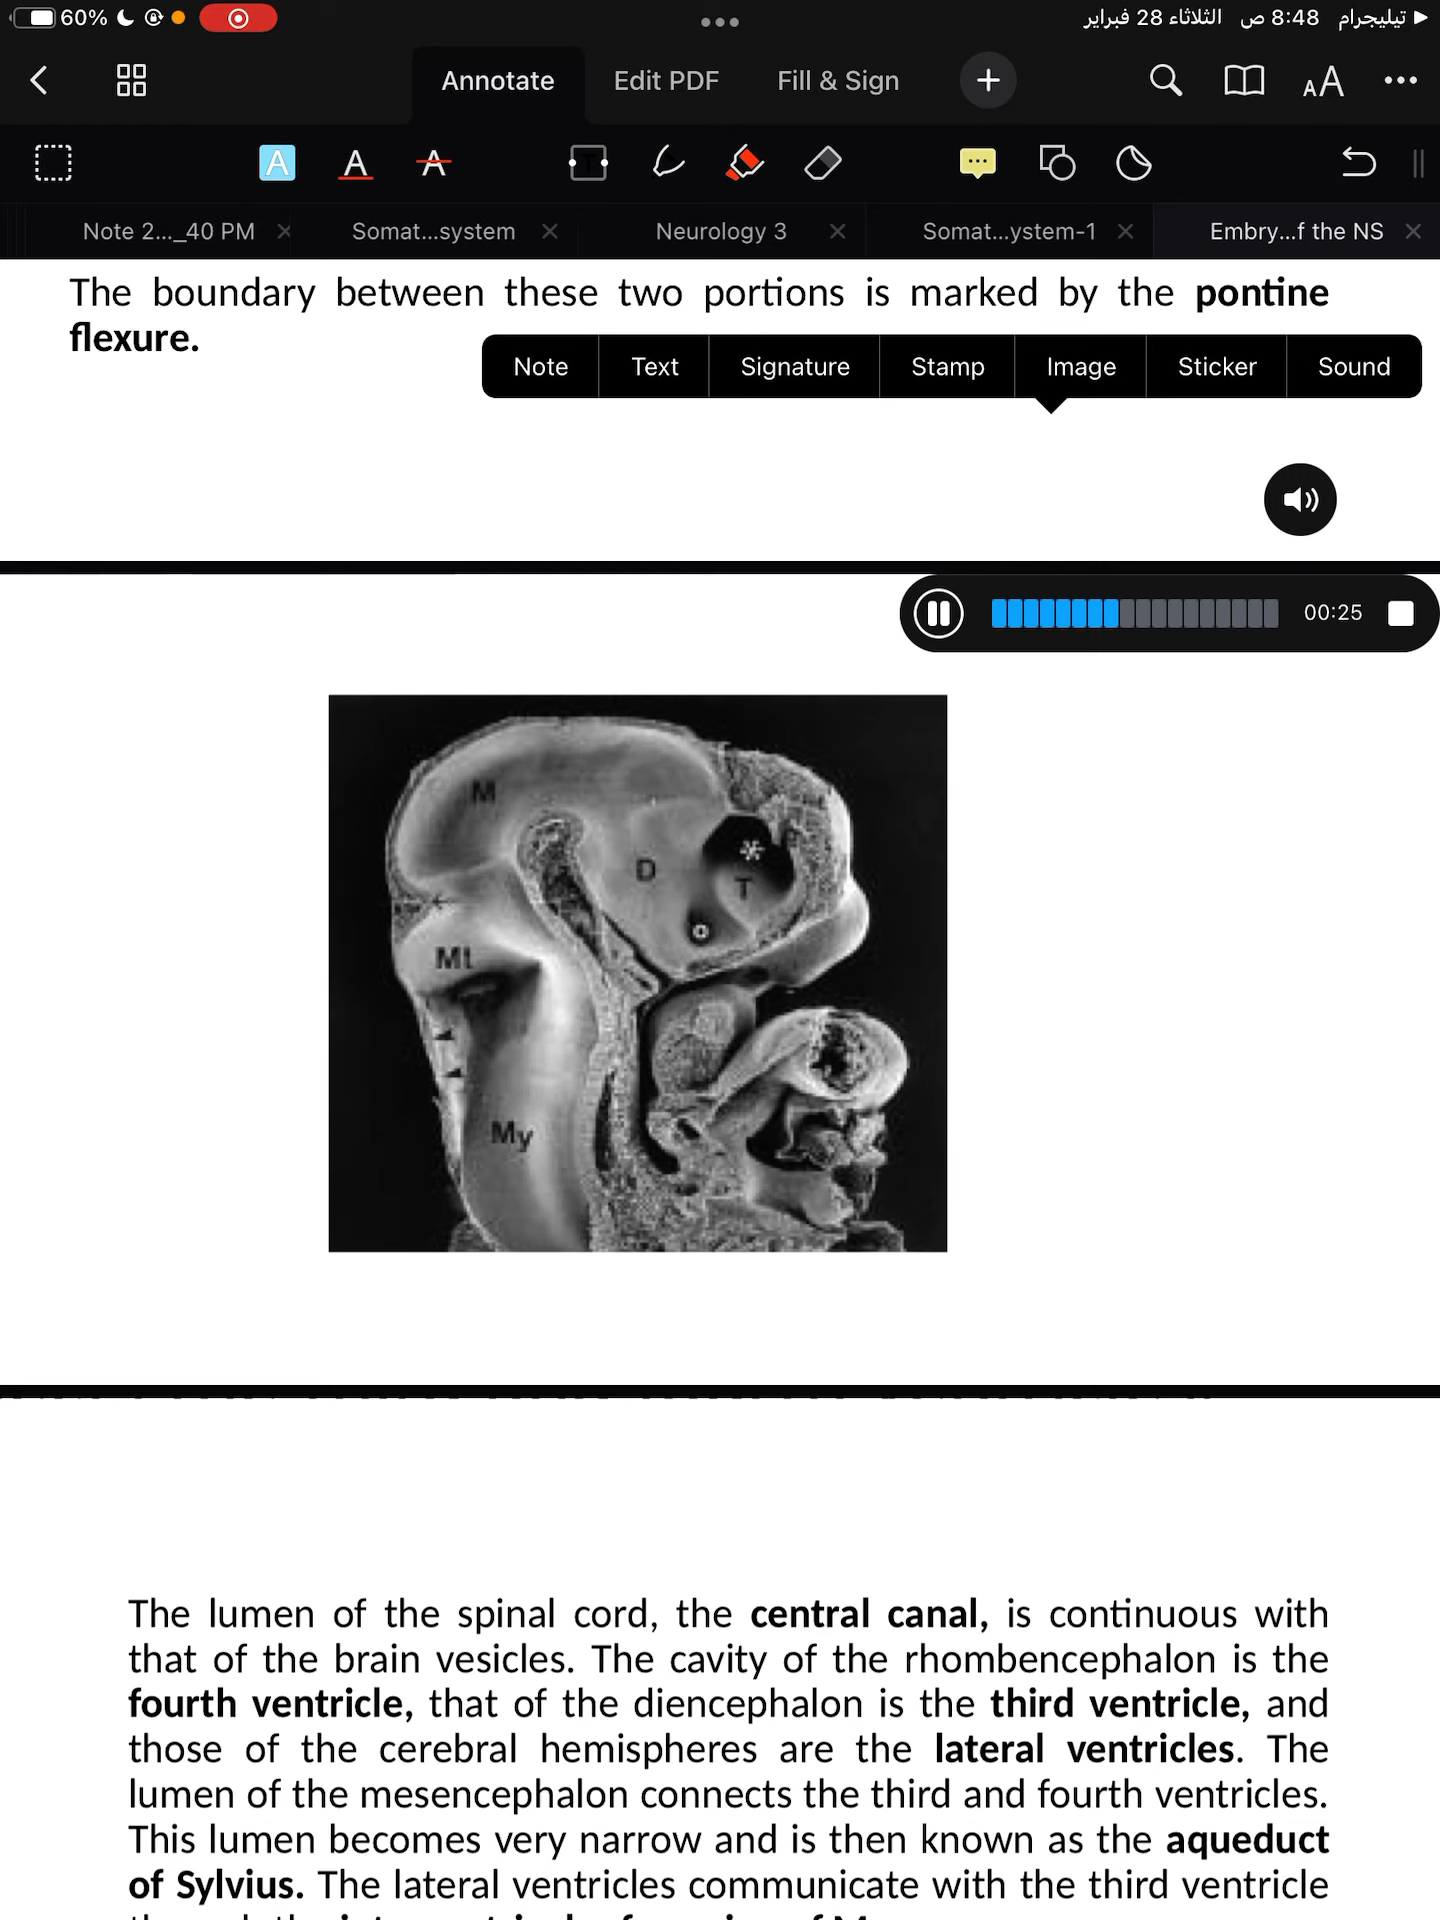 60%
8:48 ص الثلاثاء 28 فبراير
تيليجرام
Annotate
Edit PDF
Fill & Sign
AA
A
A
A
T
Note 2..._40 PM
Somat...system
Neurology 3
Somat...ystem-1
Embry...f the NS
The boundary between these two portions is marked by the pontine
flexure.
Note
Text
Signature
Stamp
Image
Sticker
Sound
00:25
M
*
D
T
o
Mt
My
The lumen of the spinal cord, the central canal, is continuous with
that of the brain vesicles. The cavity of the rhombencephalon is the
fourth ventricle, that of the diencephalon is the third ventricle, and
those of the cerebral hemispheres are the lateral ventricles. The
lumen of the mesencephalon connects the third and fourth ventricles.
This lumen becomes very narrow and is then known as the aqueduct
of Sylvius. The lateral ventricles communicate with the third ventricle